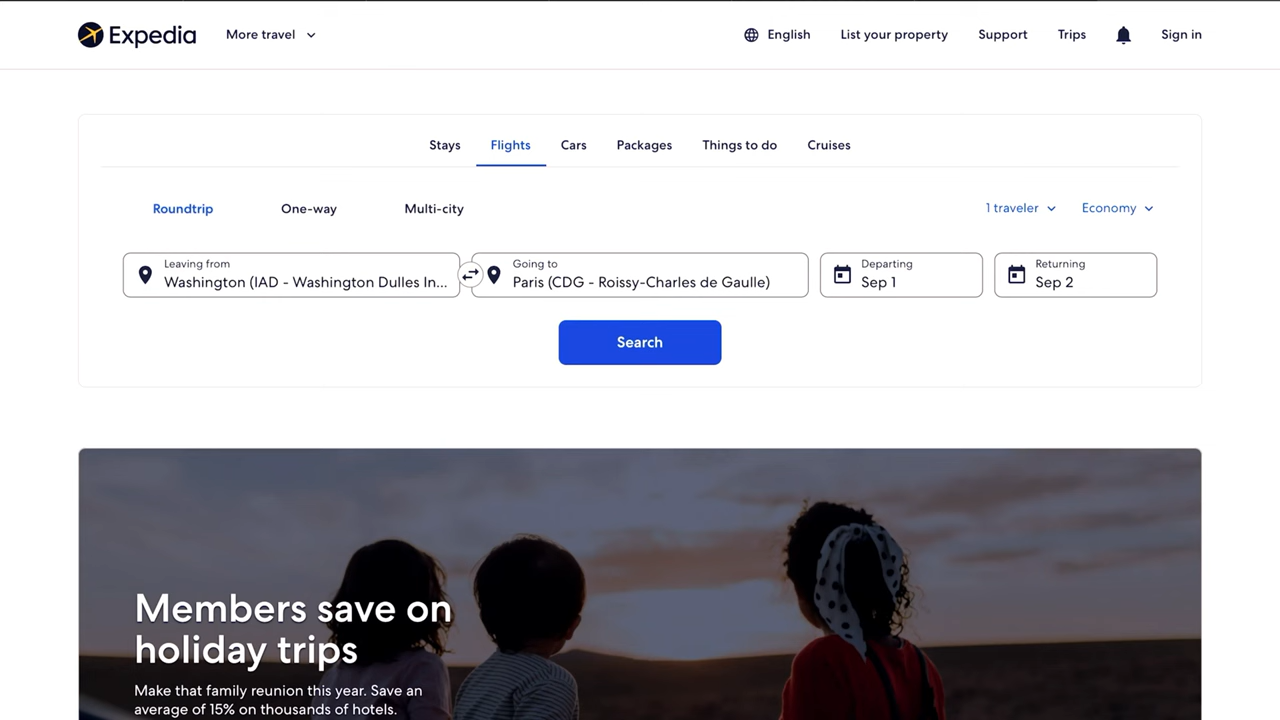 Expedia More travel English List your property Support Trips Sign in
Stays Flights Cars Packages Things to do Cruises
Roundtrip One-way Multi-city 1 traveler Economy
Leaving from Going to Departing Returning
Washington (IAD - Washington Dulles In... Paris (CDG - Roissy-Charles de Gaulle) Sep 1 Sep 2
Search
Members save on
holiday trips
Make that family reunion this year. Save an
average of 15% on thousands of hotels.